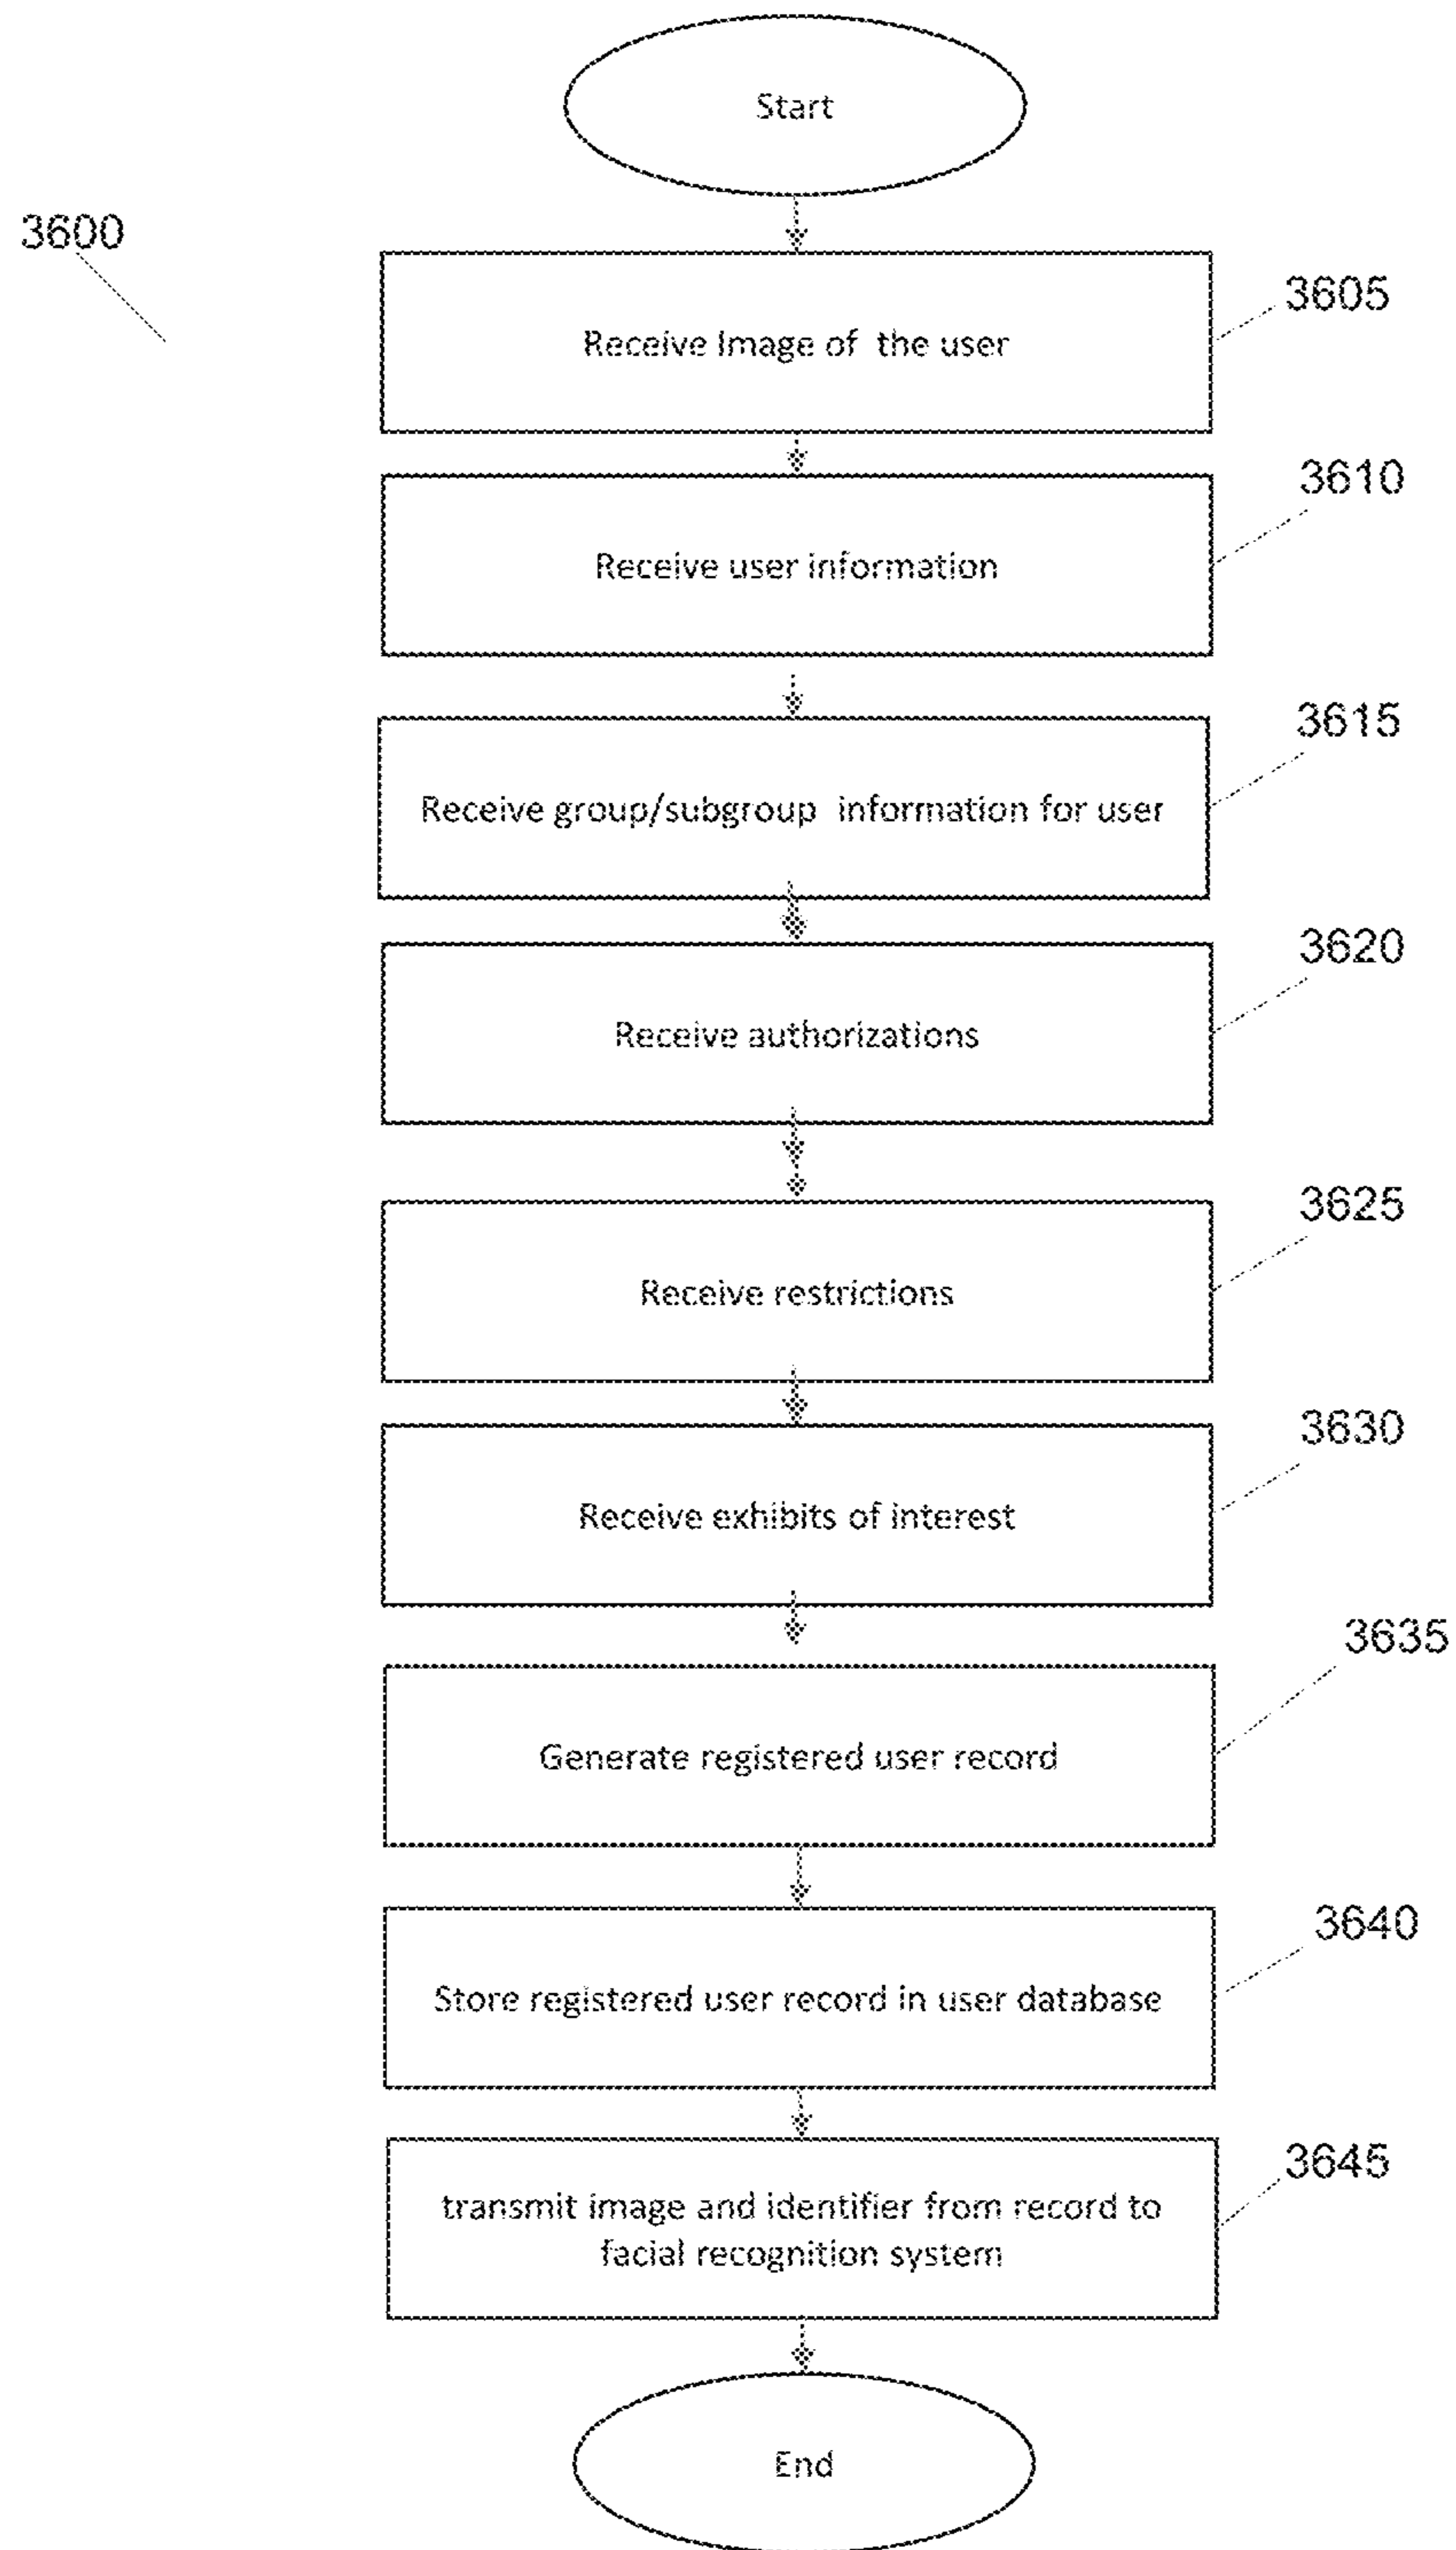 Start
3600
3605
Receive Image of the user
3610
Receive user information
3615
Receive group/subgroup information for user
3620
Receive authorizations
3625
Receive restrictions
3630
Receive exhibits of interest
3635
Generate registered user record
3640
Store registered user record in user database
3645
transmit image and identifier from record to
facial recognition system
End